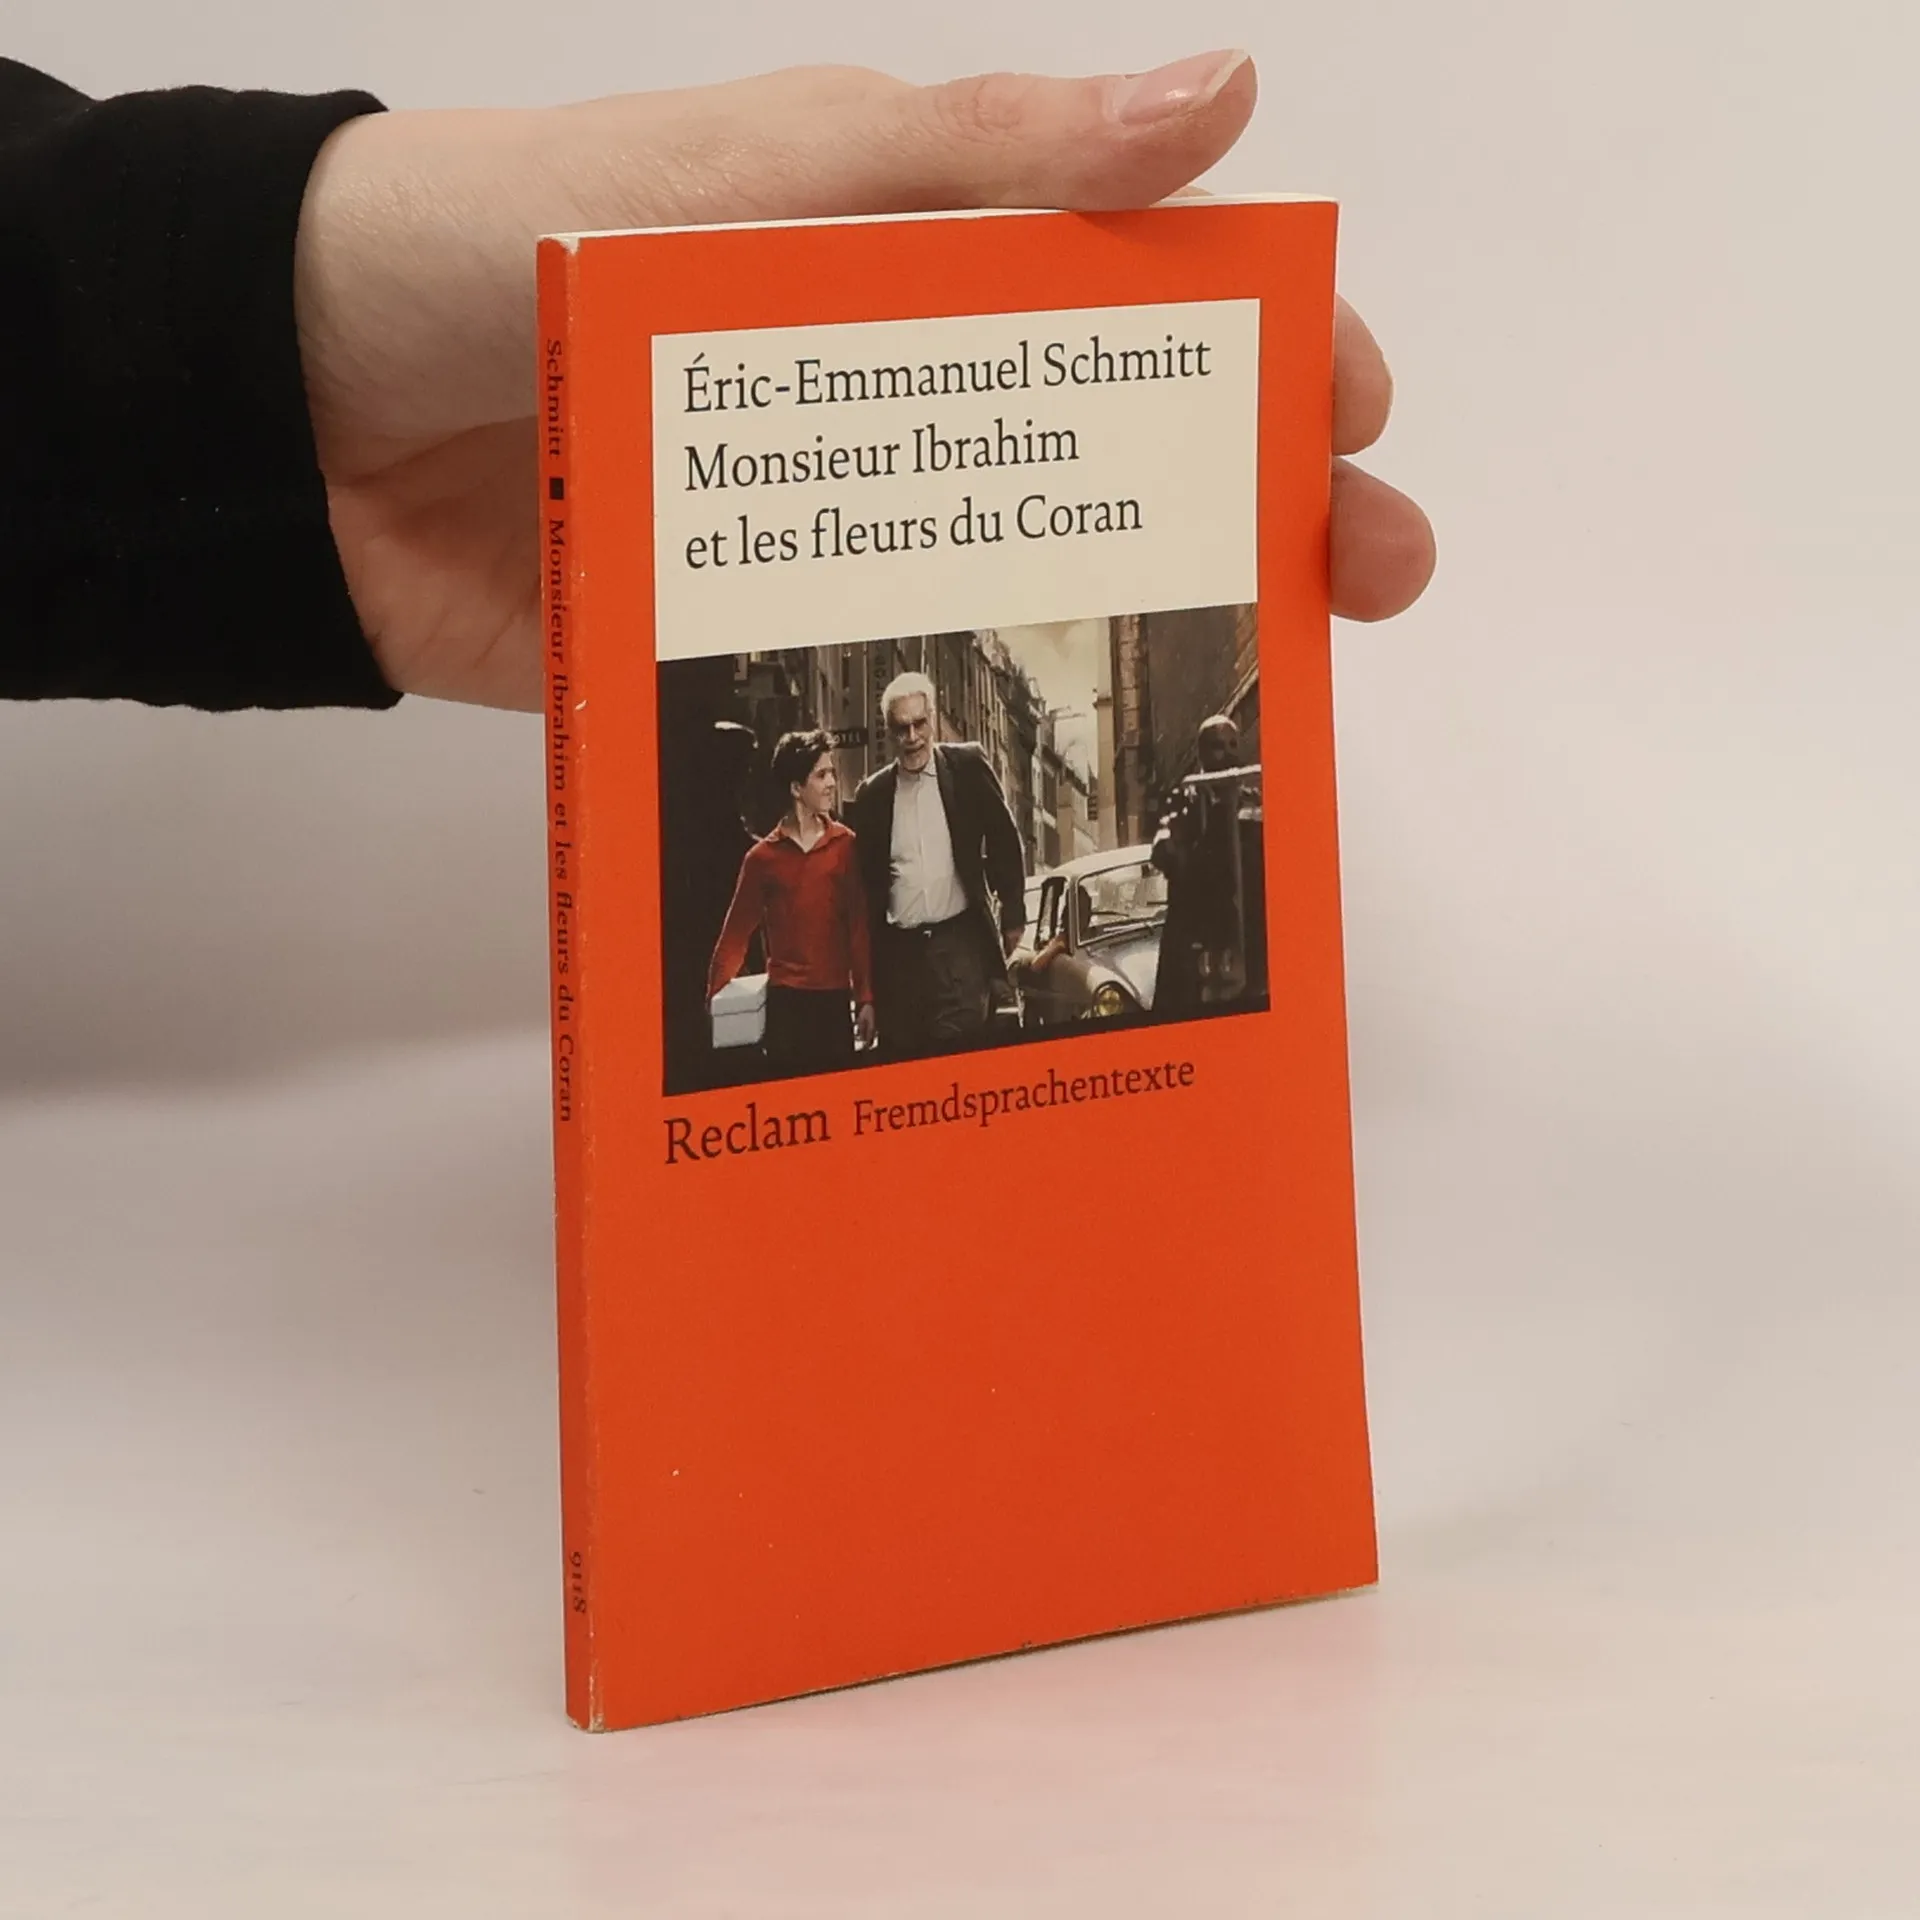 Éric-Emmanuel Schmitt
Monsieur Ibrahim
et les fleurs du Coran
Reclam Fremdsprachentexte
Schmitt ■ Monsieur Ibrahim et les fleurs du Coran
9118